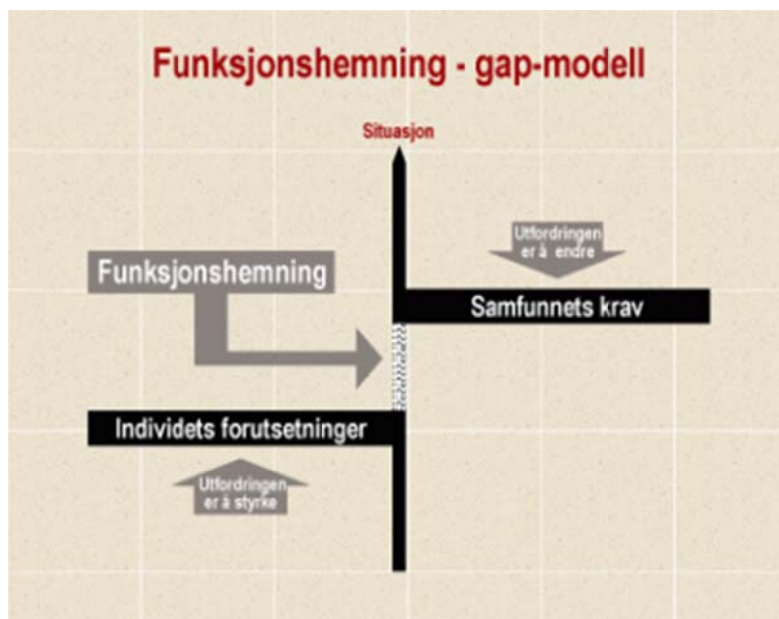 Funksjonshemning - gap-modell
Situasjon
Utfordringen
er å endre
Funksjonshemning
Samfunnets krav
Individets forutsetninger
Utfordringen
er å styrke